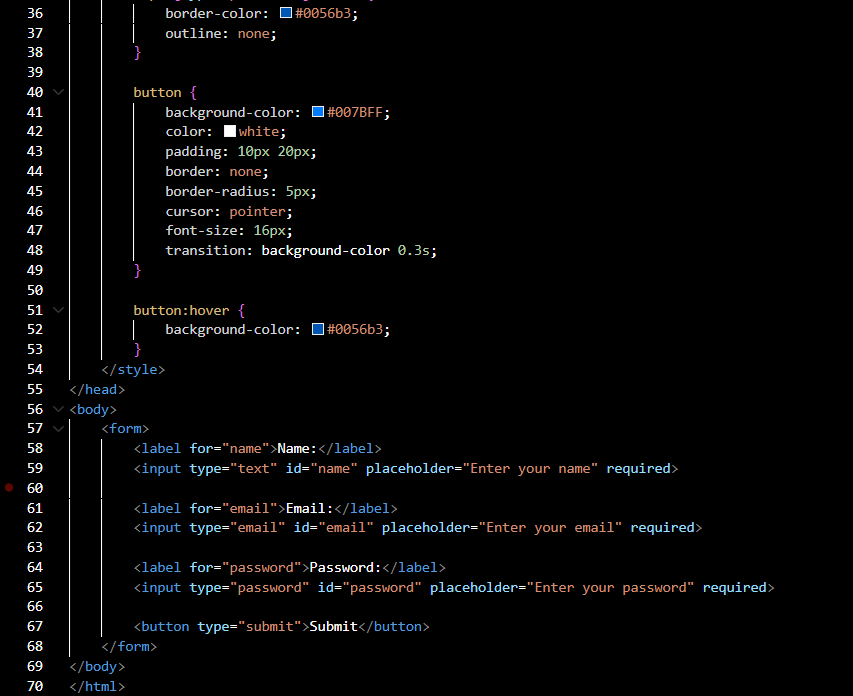 36 border-color: #0056b3;
37 outline: none;
38 }
39
40 button {
41 background-color: #007BFF;
42 color: white;
43 padding: 10px 20px;
44 border: none;
45 border-radius: 5px;
46 cursor: pointer;
47 font-size: 16px;
48 transition: background-color 0.3s;
49 }
50
51 button:hover {
52 background-color: #0056b3;
53 }
54 </style>
55 </head>
56 <body>
57 <form>
58 <label for="name">Name:</label>
59 <input type="text" id="name" placeholder="Enter your name" required>
60
61 <label for="email">Email:</label>
62 <input type="email" id="email" placeholder="Enter your email" required>
63
64 <label for="password">Password:</label>
65 <input type="password" id="password" placeholder="Enter your password" required>
66
67 <button type="submit">Submit</button>
68 </form>
69 </body>
70 </html>